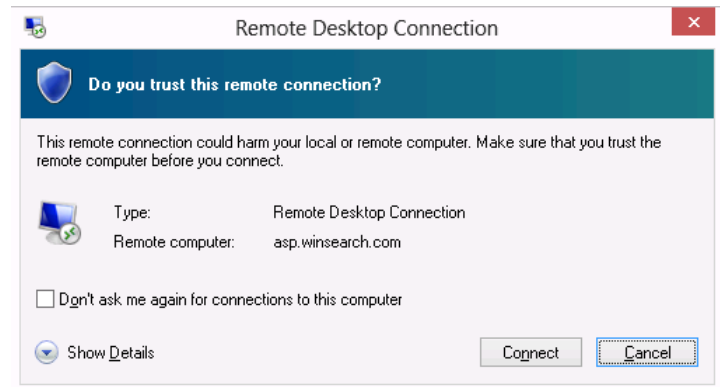 Remote Desktop Connection
Do you trust this remote connection?
This remote connection could harm your local or remote computer. Make sure that you trust the
remote computer before you connect.
Type: Remote Desktop Connection
Remote computer: asp.winsearch.com
Don't ask me again for connections to this computer
Show Details Connect Cancel